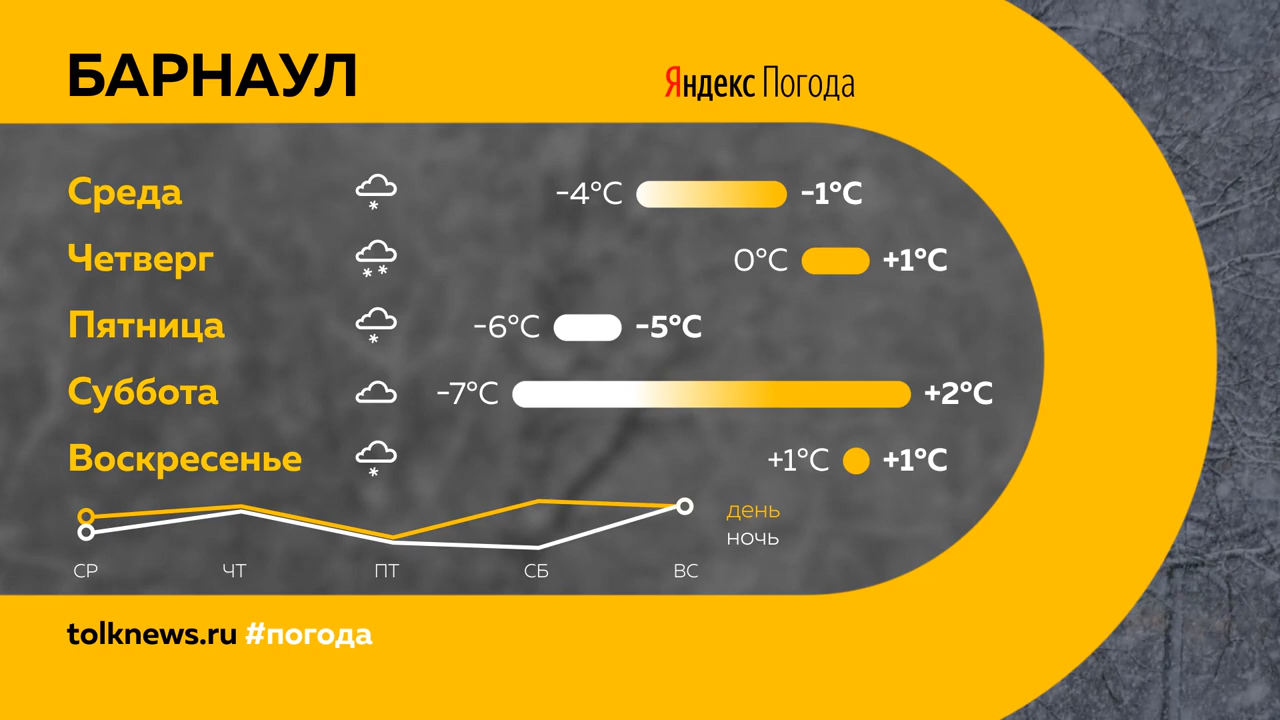 БАРНАУЛ
Яндекс Погода
Среда -4°C -1°C
Четверг 0°C +1°C
Пятница -6°C -5°C
Суббота -7°C +2°C
Воскресенье +1°C +1°C
день
ночь
СР ЧТ ПТ СБ ВС
tolknews.ru #погода